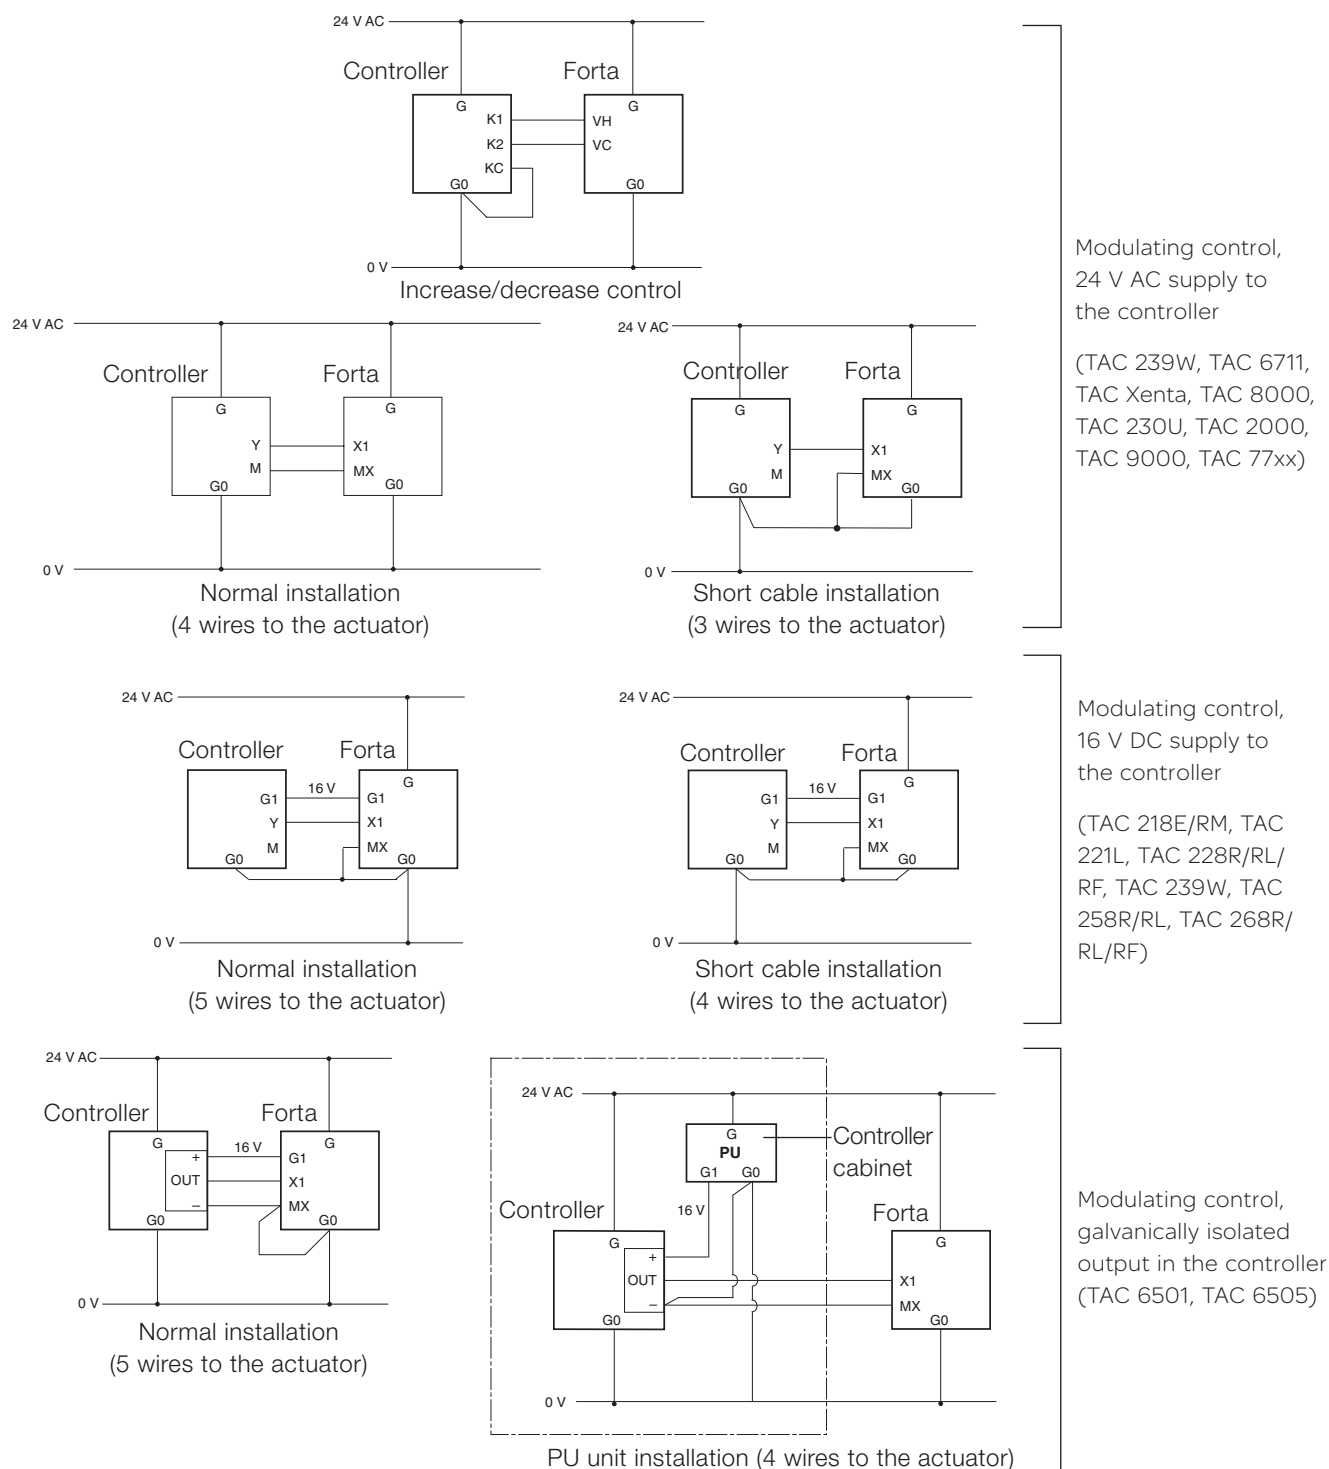 24 V AC
Controller Forta
G G
K1 VH
K2 VC
KC
G0 G0
0 V
Increase/decrease control
24 V AC
Controller Forta
G G
Y X1
M MX
G0 G0
0 V
Normal installation
(4 wires to the actuator)
24 V AC
Controller Forta
G G
Y X1
M MX
G0 G0
0 V
Short cable installation
(3 wires to the actuator)
Modulating control,
24 V AC supply to
the controller
(TAC 239W, TAC 6711,
TAC Xenta, TAC 8000,
TAC 230U, TAC 2000,
TAC 9000, TAC 77xx)
24 V AC
Controller Forta
G
G1 16 V G1
Y X1
M MX
G0 G0
0 V
Normal installation
(5 wires to the actuator)
24 V AC
Controller Forta
G
G1 16 V G1
Y X1
M MX
G0 G0
0 V
Short cable installation
(4 wires to the actuator)
Modulating control,
16 V DC supply to
the controller
(TAC 218E/RM, TAC
221L, TAC 228R/RL/
RF, TAC 239W, TAC
258R/RL, TAC 268R/
RL/RF)
24 V AC
Controller Forta
G G
+ 16 V G1
OUT X1
– MX
G0 G0
0 V
Normal installation
(5 wires to the actuator)
24 V AC
G
PU
G1 G0
Controller
cabinet
16 V
Controller Forta
G G
+
OUT X1
– MX
G0 G0
0 V
PU unit installation (4 wires to the actuator)
Modulating control,
galvanically isolated
output in the controller
(TAC 6501, TAC 6505)